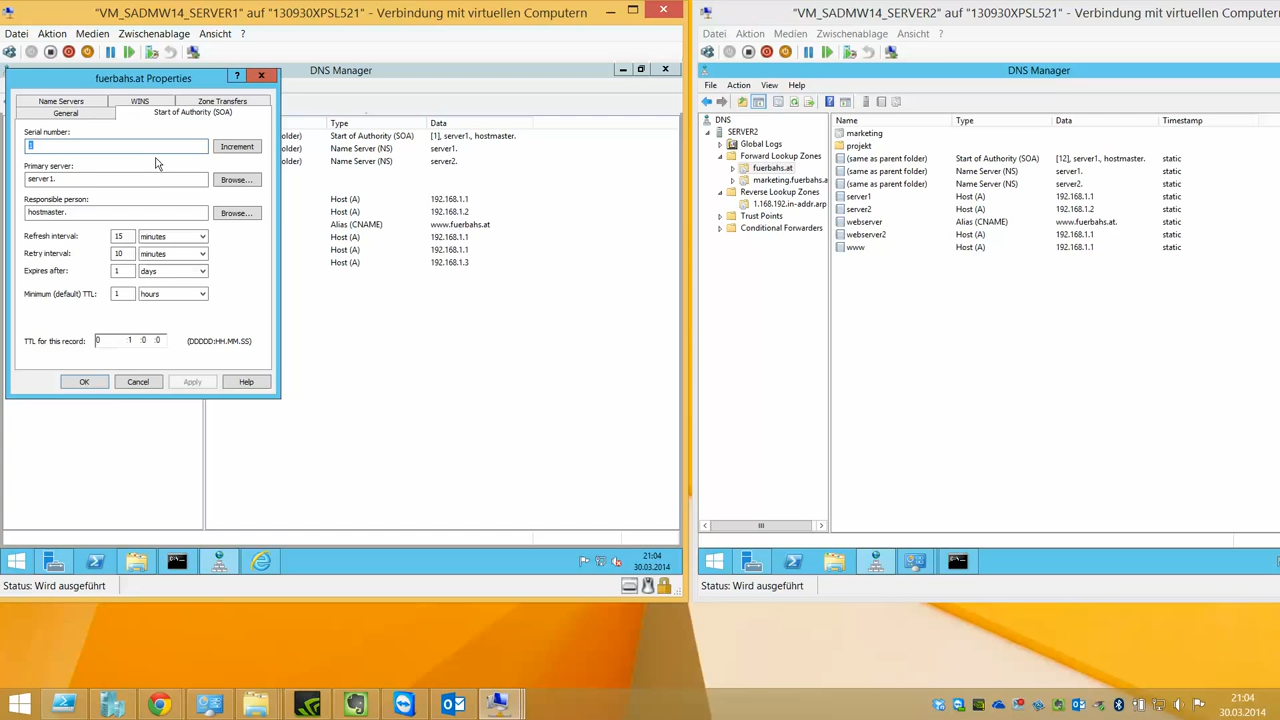 "VM_SADMW14_SERVER1" auf "130930XPSL521" - Verbindung mit virtuellen Computern
Datei Aktion Medien Zwischenablage Ansicht ?
DNS Manager
fuerbahs.at Properties
?
Name Servers WINS Zone Transfers
General Start of Authority (SOA)
Serial number:
1 Increment
Primary server:
server1. Browse...
Responsible person:
hostmaster. Browse...
Refresh interval: 15 minutes
Retry interval: 10 minutes
Expires after: 1 days
Minimum (default) TTL: 1 hours
TTL for this record: 0 :1 :0 :0 (DDDDD:HH.MM.SS)
OK Cancel Apply Help
Type Data
older) Start of Authority (SOA) [1], server1., hostmaster.
older) Name Server (NS) server1.
older) Name Server (NS) server2.
Host (A) 192.168.1.1
Host (A) 192.168.1.2
Alias (CNAME) www.fuerbahs.at
Host (A) 192.168.1.1
Host (A) 192.168.1.1
Host (A) 192.168.1.3
21:04
30.03.2014
Status: Wird ausgeführt
"VM_SADMW14_SERVER2" auf "130930XPSL521" - Verbindung mit virtuellen Computern
Datei Aktion Medien Zwischenablage Ansicht ?
DNS Manager
File Action View Help
DNS
SERVER2
Global Logs
Forward Lookup Zones
fuerbahs.at
marketing.fuerbahs.a
Reverse Lookup Zones
1.168.192.in-addr.arp
Trust Points
Conditional Forwarders
Name Type Data Timestamp
marketing
projekt
(same as parent folder) Start of Authority (SOA) [12], server1., hostmaster. static
(same as parent folder) Name Server (NS) server1. static
(same as parent folder) Name Server (NS) server2. static
server1 Host (A) 192.168.1.1 static
server2 Host (A) 192.168.1.2 static
webserver Alias (CNAME) www.fuerbahs.at. static
webserver2 Host (A) 192.168.1.1 static
www Host (A) 192.168.1.1 static
Status: Wird ausgeführt
21:04
30.03.2014